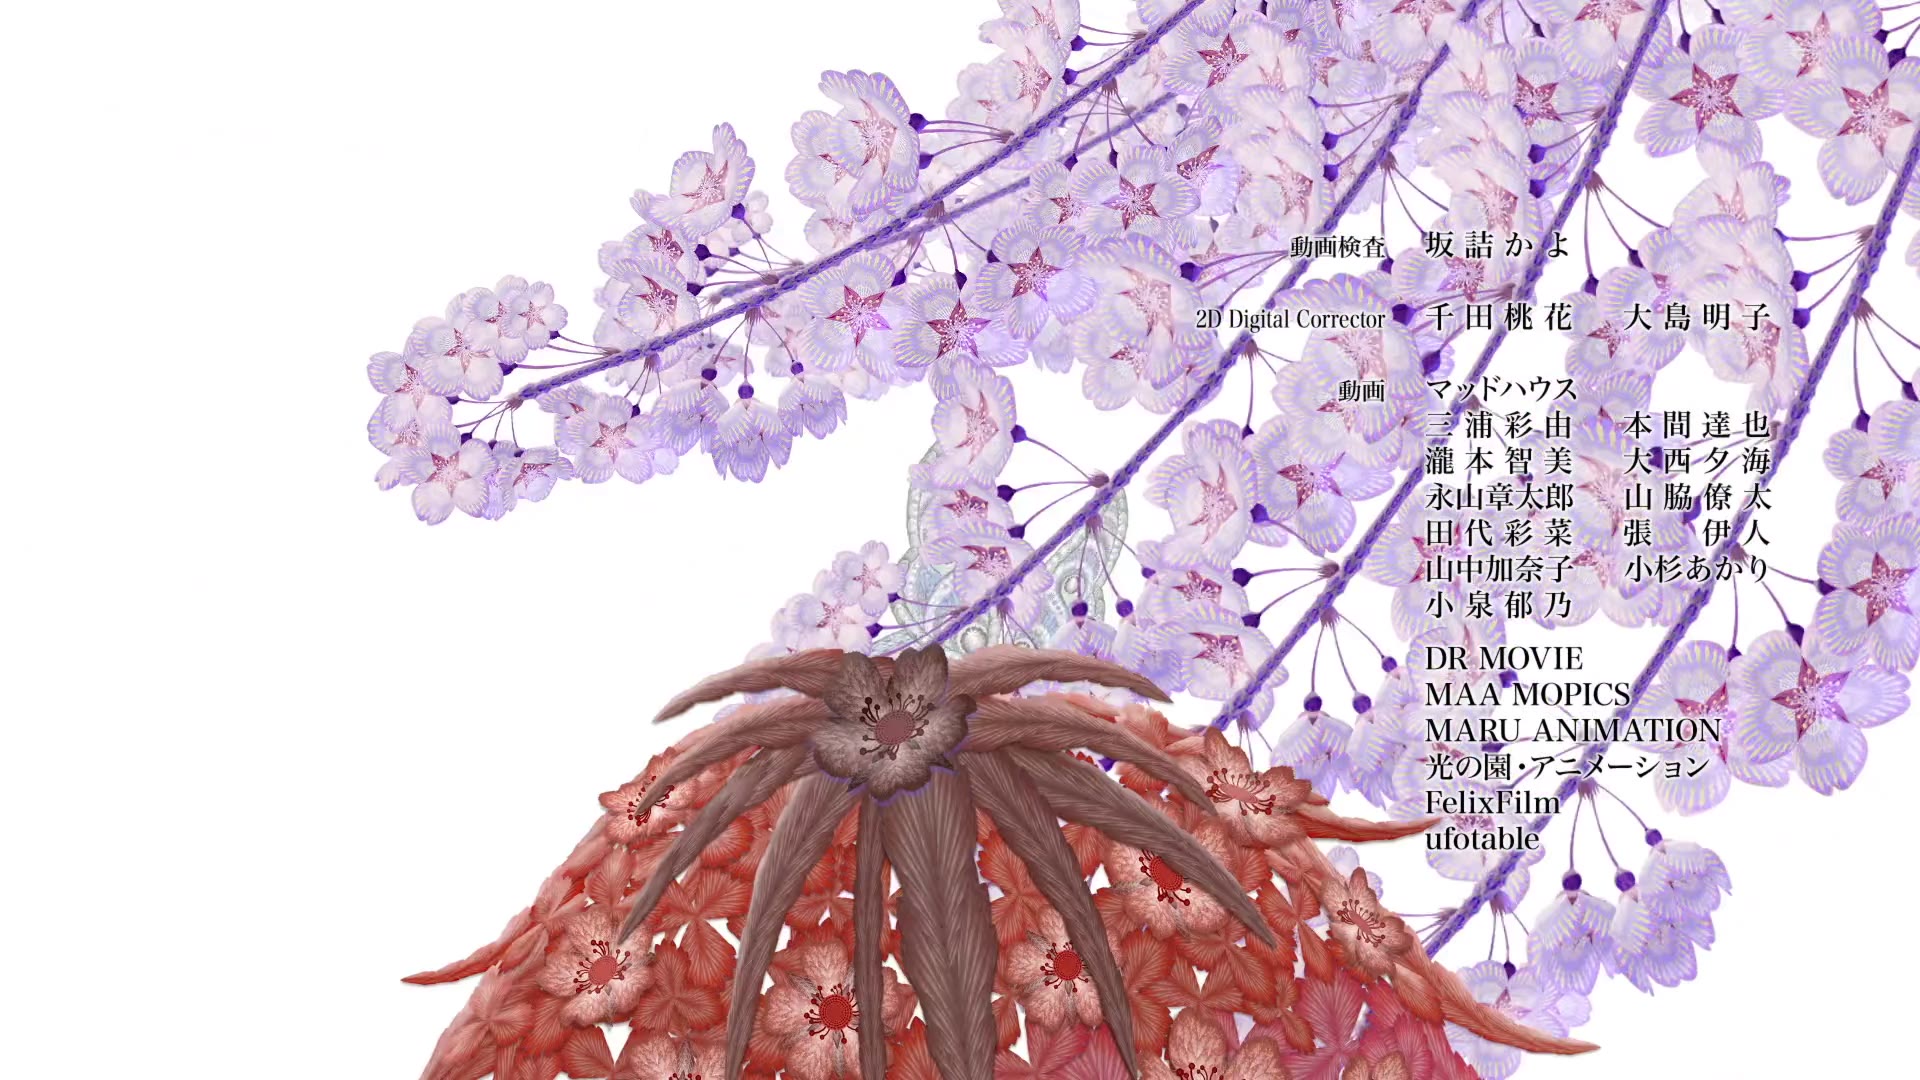 動画検査 坂詰かよ
2D Digital Corrector 千田桃花 大島明子
動画 マッドハウス
三浦彩由 本間達也
瀧本智美 大西夕海
永山章太郎 山脇僚太
田代彩菜 張 伊人
山中加奈子 小杉あかり
小泉郁乃
DR MOVIE
MAA MOPICS
MARU ANIMATION
光の園・アニメーション
FelixFilm
ufotable